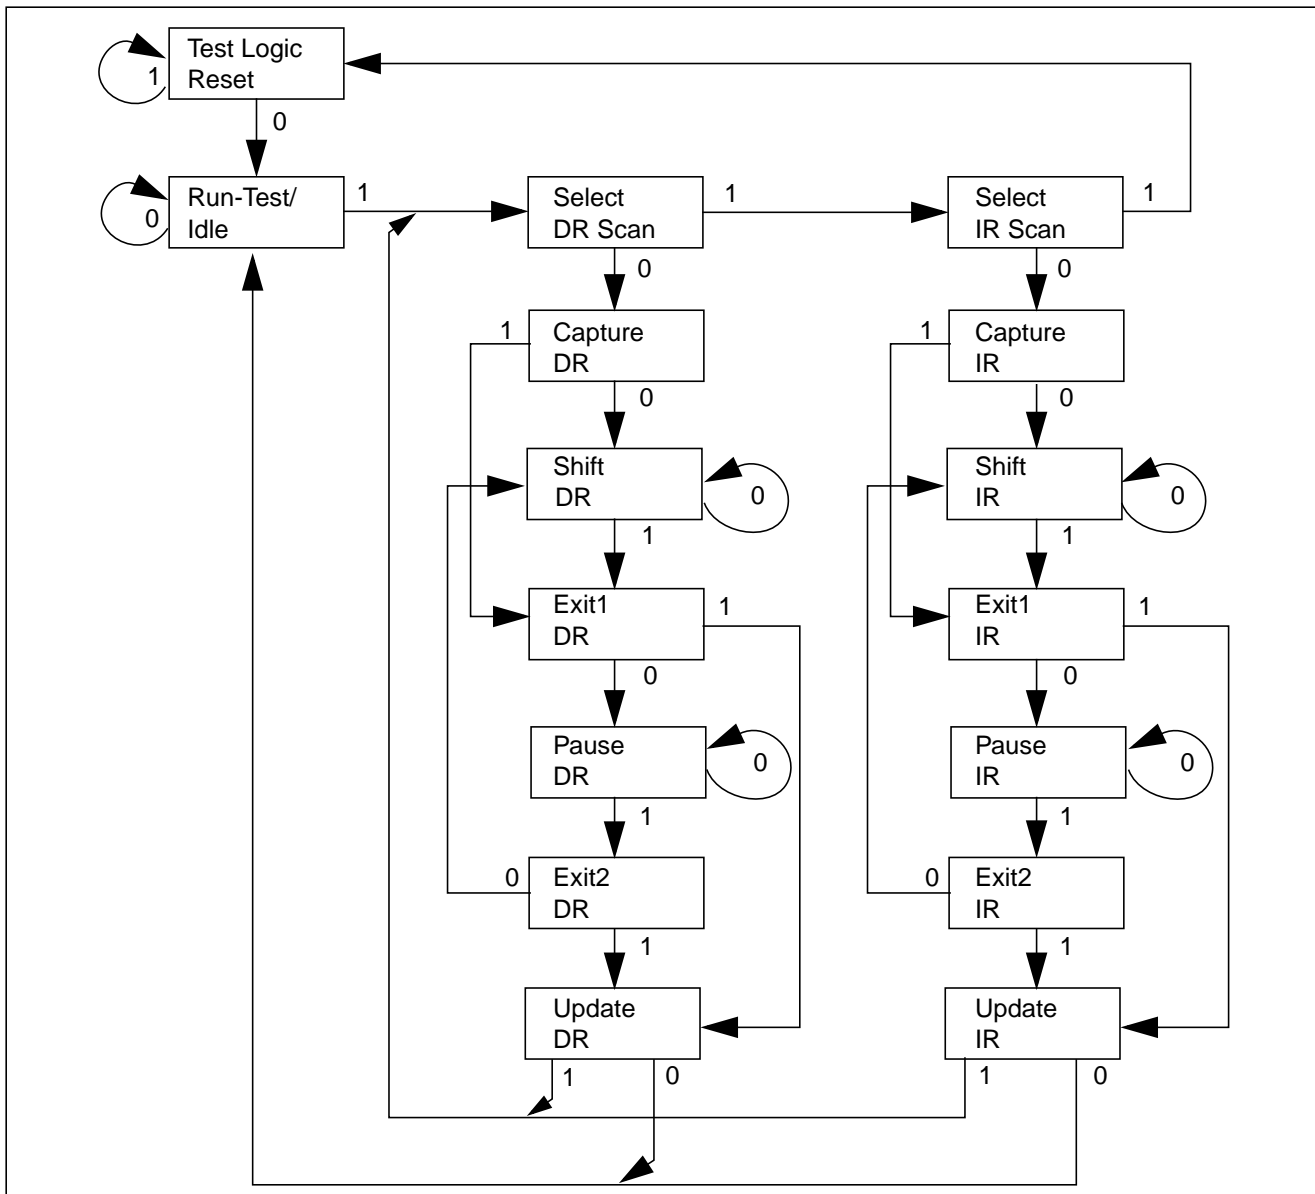 Test Logic
Reset
1
0
Run-Test/
Idle
0
1
Select
DR Scan
1
Select
IR Scan
1
0
0
Capture
DR
1
Capture
IR
1
0
0
Shift
DR
0
Shift
IR
0
1
1
Exit1
DR
1
Exit1
IR
1
0
0
Pause
DR
0
Pause
IR
0
1
1
Exit2
DR
0
Exit2
IR
0
1
1
Update
DR
Update
IR
1
0
1
0